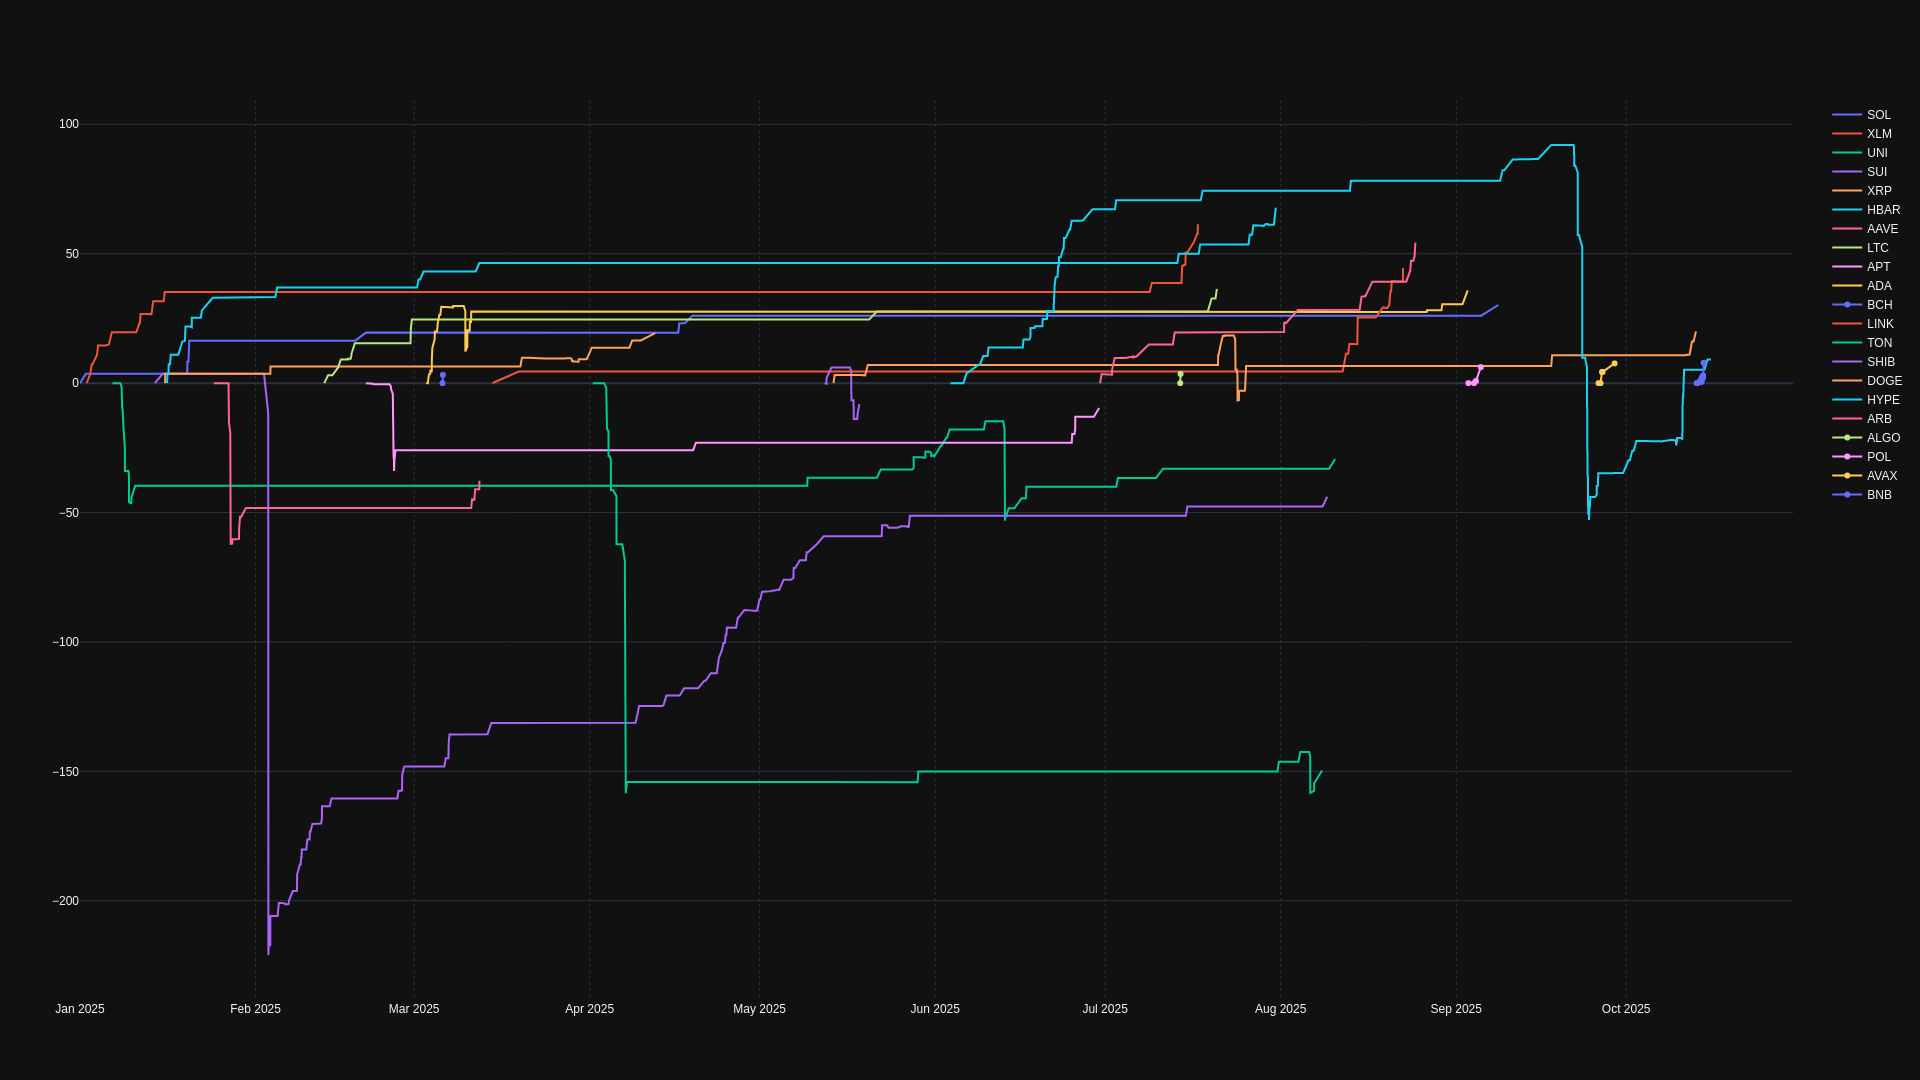 100
50
0
−50
−100
−150
−200
Jan 2025
Feb 2025
Mar 2025
Apr 2025
May 2025
Jun 2025
Jul 2025
Aug 2025
Sep 2025
Oct 2025
SOL
XLM
UNI
SUI
XRP
HBAR
AAVE
LTC
APT
ADA
BCH
LINK
TON
SHIB
DOGE
HYPE
ARB
ALGO
POL
AVAX
BNB